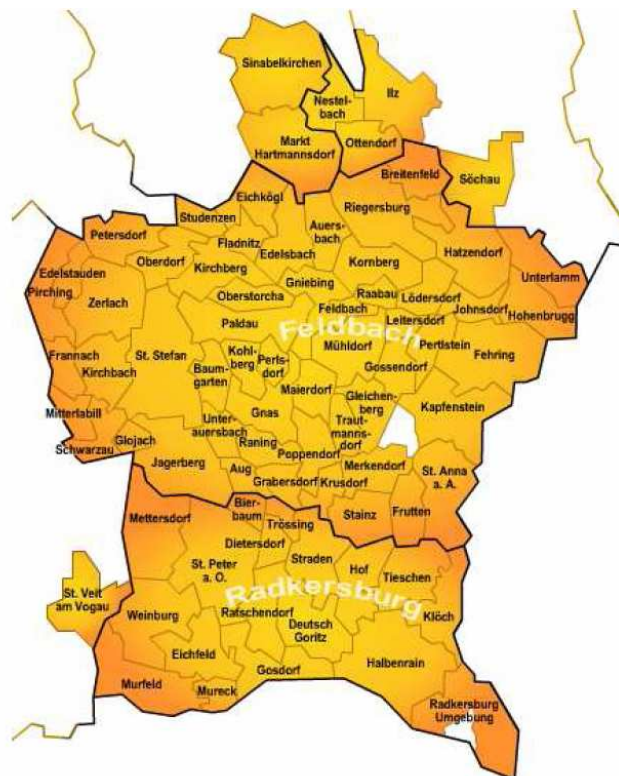 Sinabelkirchen
Ilz
Nestel-
bach
Markt
Hartmannsdorf
Ottendorf
Breitenfeld
Söchau
Eichkögl
Studenzen
Riegersburg
Auers-
bach
Petersdorf
Fladnitz
Edelsbach
Hatzendorf
Oberdorf
Kirchberg
Kornberg
Edelstauden
Pirching
Zerlach
Gniebing
Unterlamm
Oberstorcha
Raabau
Lödersdorf
Feldbach
Johnsdorf
Hohenbrugg
Paldau
Feldbach
Leitersdorf
Frannach
St. Stefan
Kohl-
berg
Perls-
dorf
Mühldorf
Pertlstein
Fehring
Kirchbach
Baum-
garten
Gossendorf
Maierdorf
Gleichen-
berg
Kapfenstein
Mitterlabill
Glojach
Unter-
auersbach
Gnas
Traut-
manns-
dorf
Schwarzau
Raning
Poppendorf
Jagerberg
Aug
Merkendorf
St. Anna
a. A.
Grabersdorf
Krusdorf
Mettersdorf
Bier-
baum
Stainz
Frutten
Trössing
Dietersdorf
St. Peter
a. O.
Straden
Hof
Tieschen
St. Veit
am Vogau
Radkersburg
Weinburg
Ratschendorf
Klöch
Deutsch
Goritz
Eichfeld
Gosdorf
Halbenrain
Murfeld
Mureck
Radkersburg
Umgebung